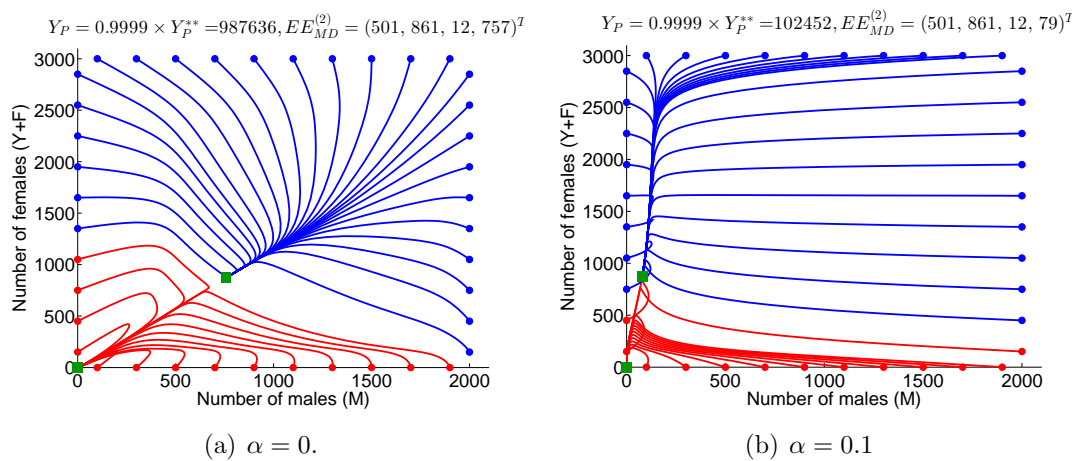 Y_P = 0.9999 × Y_P^{**} =987636, EE_{MD}^{(2)} = (501, 861, 12, 757)^T
Number of females (Y+F)
3000
2500
2000
1500
1000
500
0
0 500 1000 1500 2000
Number of males (M)
(a) α = 0.
Y_P = 0.9999 × Y_P^{**} =102452, EE_{MD}^{(2)} = (501, 861, 12, 79)^T
Number of females (Y+F)
3000
2500
2000
1500
1000
500
0
0 500 1000 1500 2000
Number of males (M)
(b) α = 0.1